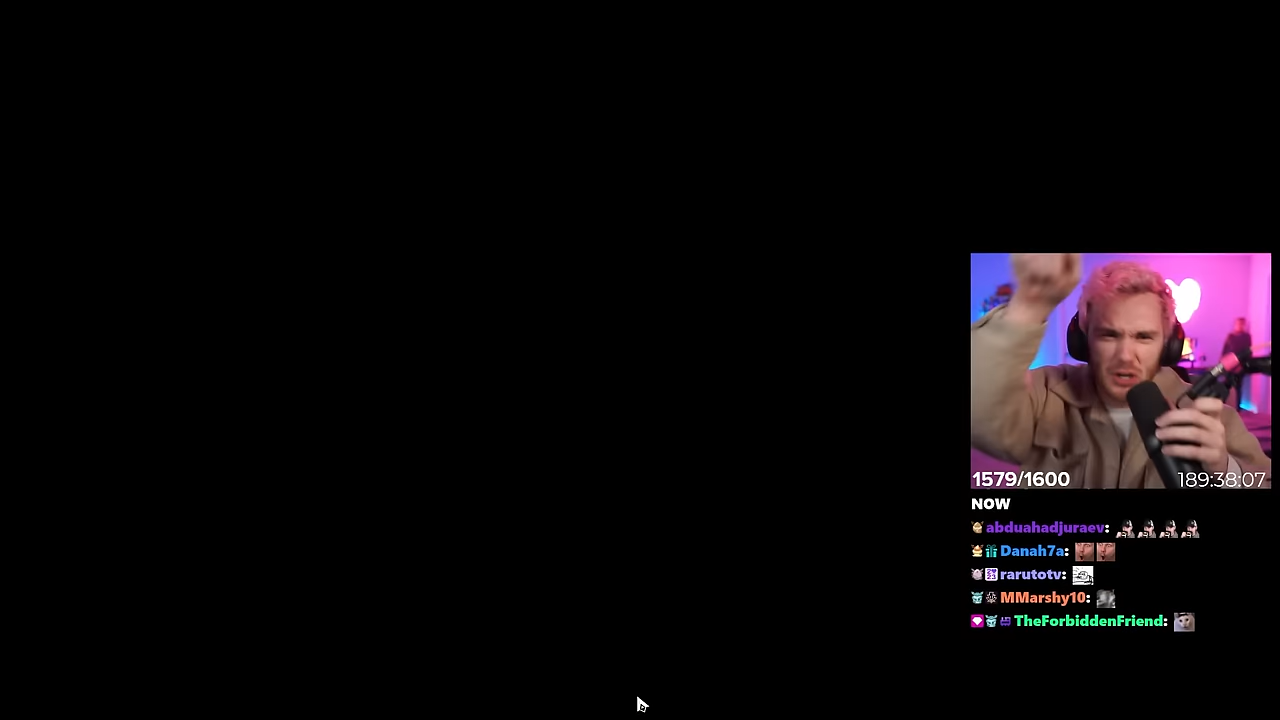 1579/1600
189:38:07
NOW
abduahadjuraev:
Danah7a:
rarutotv:
MMarshy10:
TheForbiddenFriend: